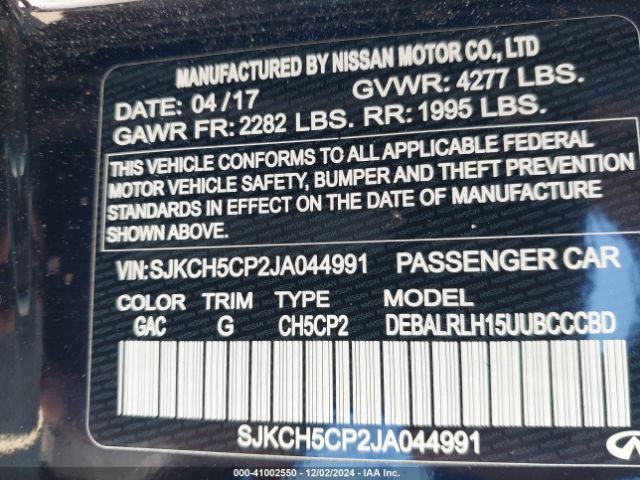 MANUFACTURED BY NISSAN MOTOR CO., LTD
DATE: 04/17 GVWR: 4277 LBS.
GAWR FR: 2282 LBS. RR: 1995 LBS.
THIS VEHICLE CONFORMS TO ALL APPLICABLE FEDERAL
MOTOR VEHICLE SAFETY, BUMPER AND THEFT PREVENTION
STANDARDS IN EFFECT ON THE DATE OF MANUFACTURE
SHOWN ABOVE.
VIN:SJKCH5CP2JA044991 PASSENGER CAR
COLOR TRIM TYPE MODEL
GAC G CH5CP2 DEBALRLH15UUBCCCBD
SJKCH5CP2JA044991
000-41002550 • 12/02/2024 - IAA Inc.